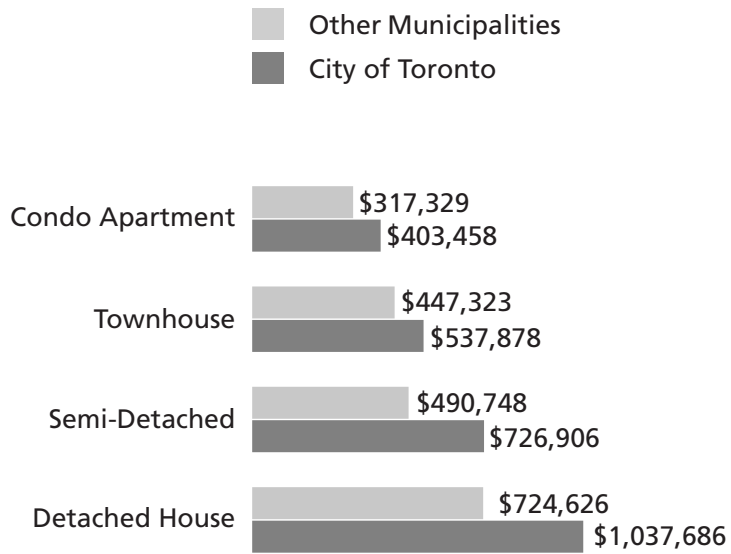 Other Municipalities
City of Toronto
Condo Apartment
$317,329
$403,458
Townhouse
$447,323
$537,878
Semi-Detached
$490,748
$726,906
Detached House
$724,626
$1,037,686